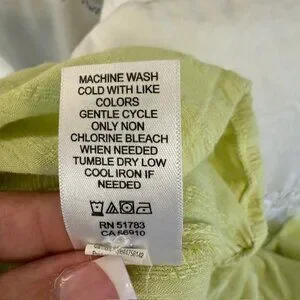 MACHINE WASH
COLD WITH LIKE
COLORS
GENTLE CYCLE
ONLY NON
CHLORINE BLEACH
WHEN NEEDED
TUMBLE DRY LOW
COOL IRON IF
NEEDED
RN 51783
CA 56910